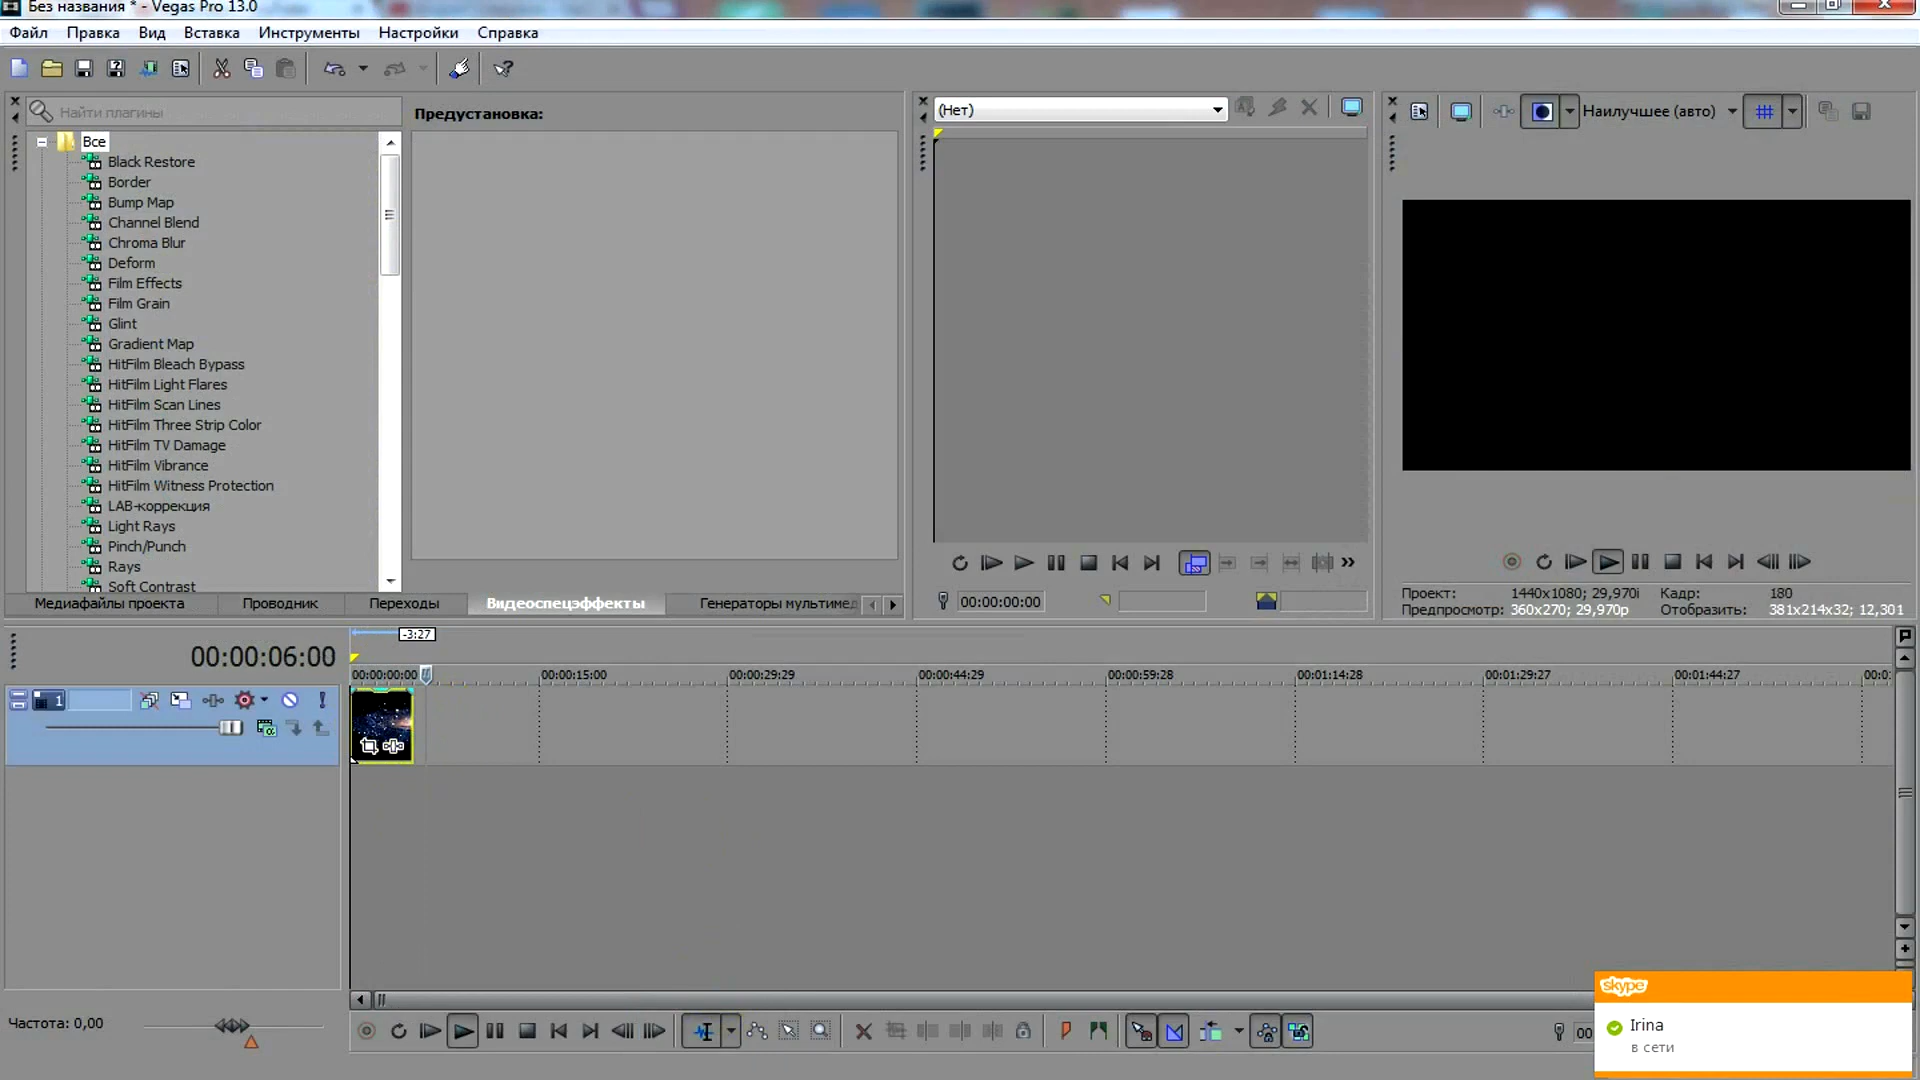 Без названия * - Vegas Pro 13.0
Файл Правка Вид Вставка Инструменты Настройки Справка
Найти плагины
Предустановка:
(Нет)
Наилучшее (авто)
Все
Black Restore
Border
Bump Map
Channel Blend
Chroma Blur
Deform
Film Effects
Film Grain
Glint
Gradient Map
HitFilm Bleach Bypass
HitFilm Light Flares
HitFilm Scan Lines
HitFilm Three Strip Color
HitFilm TV Damage
HitFilm Vibrance
HitFilm Witness Protection
LAB-коррекция
Light Rays
Pinch/Punch
Rays
Soft Contrast
Медиафайлы проекта Проводник Переходы Видеоспецэффекты Генераторы мультимед
00:00:00:00
Проект: 1440x1080; 29,970i Кадр: 180
Предпросмотр: 360x270; 29,970p Отобразить: 381x214x32; 12,301
-3:27
00:00:06:00
00:00:00:00 00:00:15:00 00:00:29:29 00:00:44:29 00:00:59:28 00:01:14:28 00:01:29:27 00:01:44:27 00:0
1
Частота: 0,00
00
skype
Irina
в сети